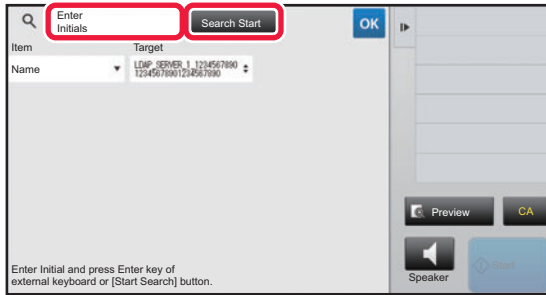 Enter
Initials
Search Start
OK
Item
Target
Name
LDAP_SERVER_1_1234567890
12345678901234567890
Preview
CA
Enter Initial and press Enter key of
external keyboard or [Start Search] button.
Speaker
Start